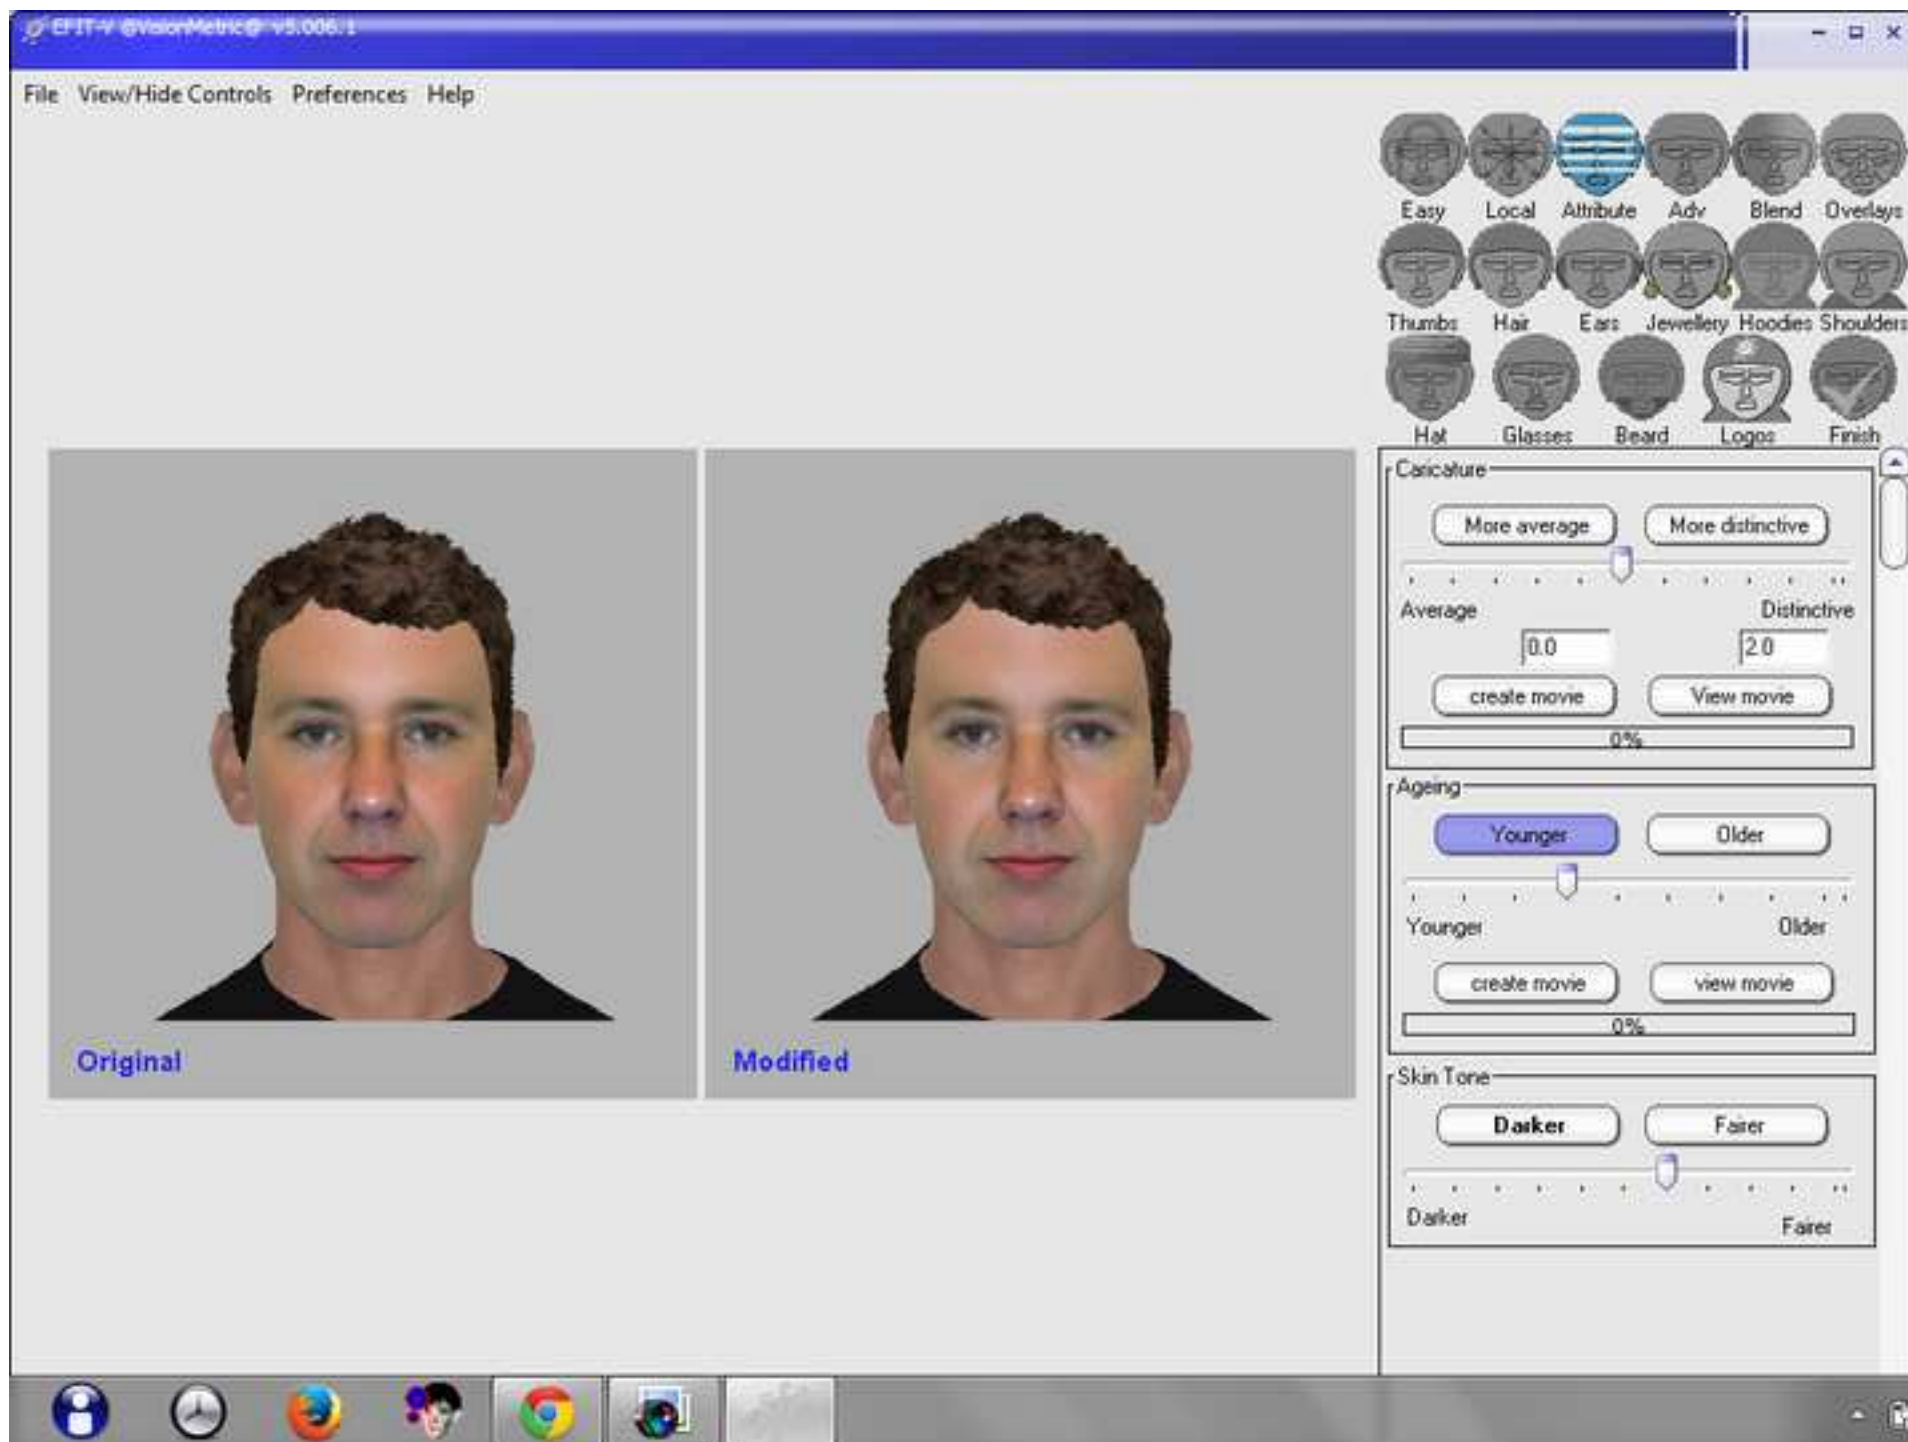 EFIT-V @VisionMetric@ v5.006.1
File View/Hide Controls Preferences Help
Easy Local Attribute Adv Blend Overlays
Thumbs Hair Ears Jewellery Hoodies Shoulders
Hat Glasses Beard Logos Finish
Caricature
More average More distinctive
Average Distinctive
0.0 2.0
create movie View movie
0%
Ageing
Younger Older
Younger Older
create movie view movie
0%
Skin Tone
Darker Fairer
Darker Fairer
Original Modified